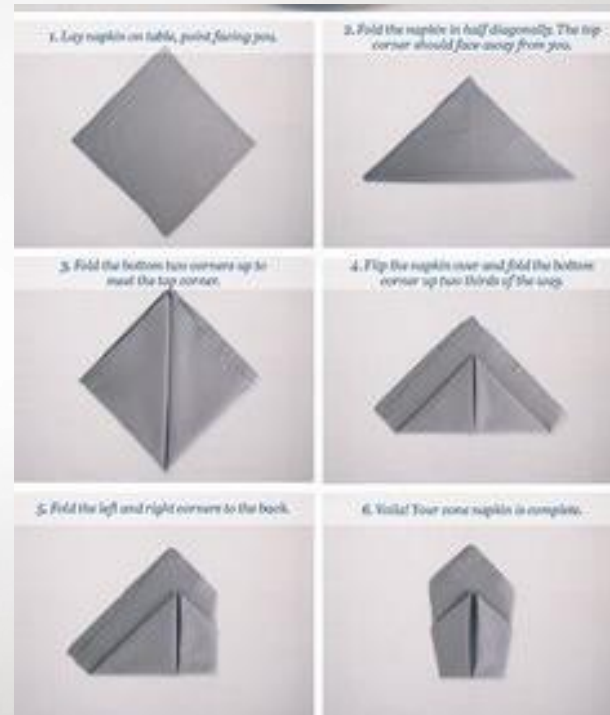 1. Lay napkin on table, point facing you.
2. Fold the napkin in half diagonally. The top
corner should face away from you.
3. Fold the bottom two corners up to
meet the top corner.
4. Flip the napkin over and fold the bottom
corner up two thirds of the way.
5. Fold the left and right corners to the back.
6. Voila! Your cone napkin is complete.